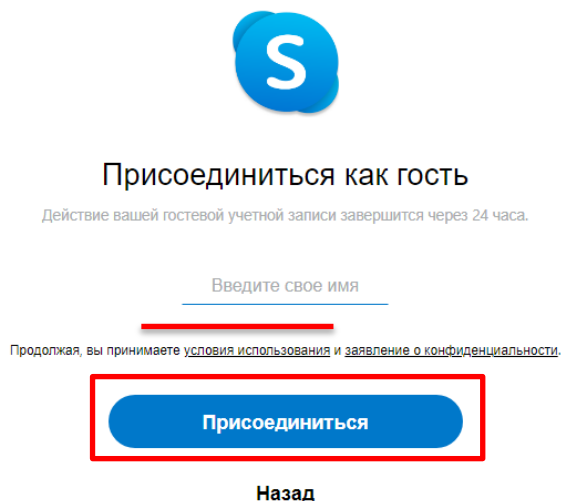 S
Присоединиться как гость
Действие вашей гостевой учетной записи завершится через 24 часа.
Введите свое имя
Продолжая, вы принимаете условия использования и заявление о конфиденциальности.
Присоединиться
Назад